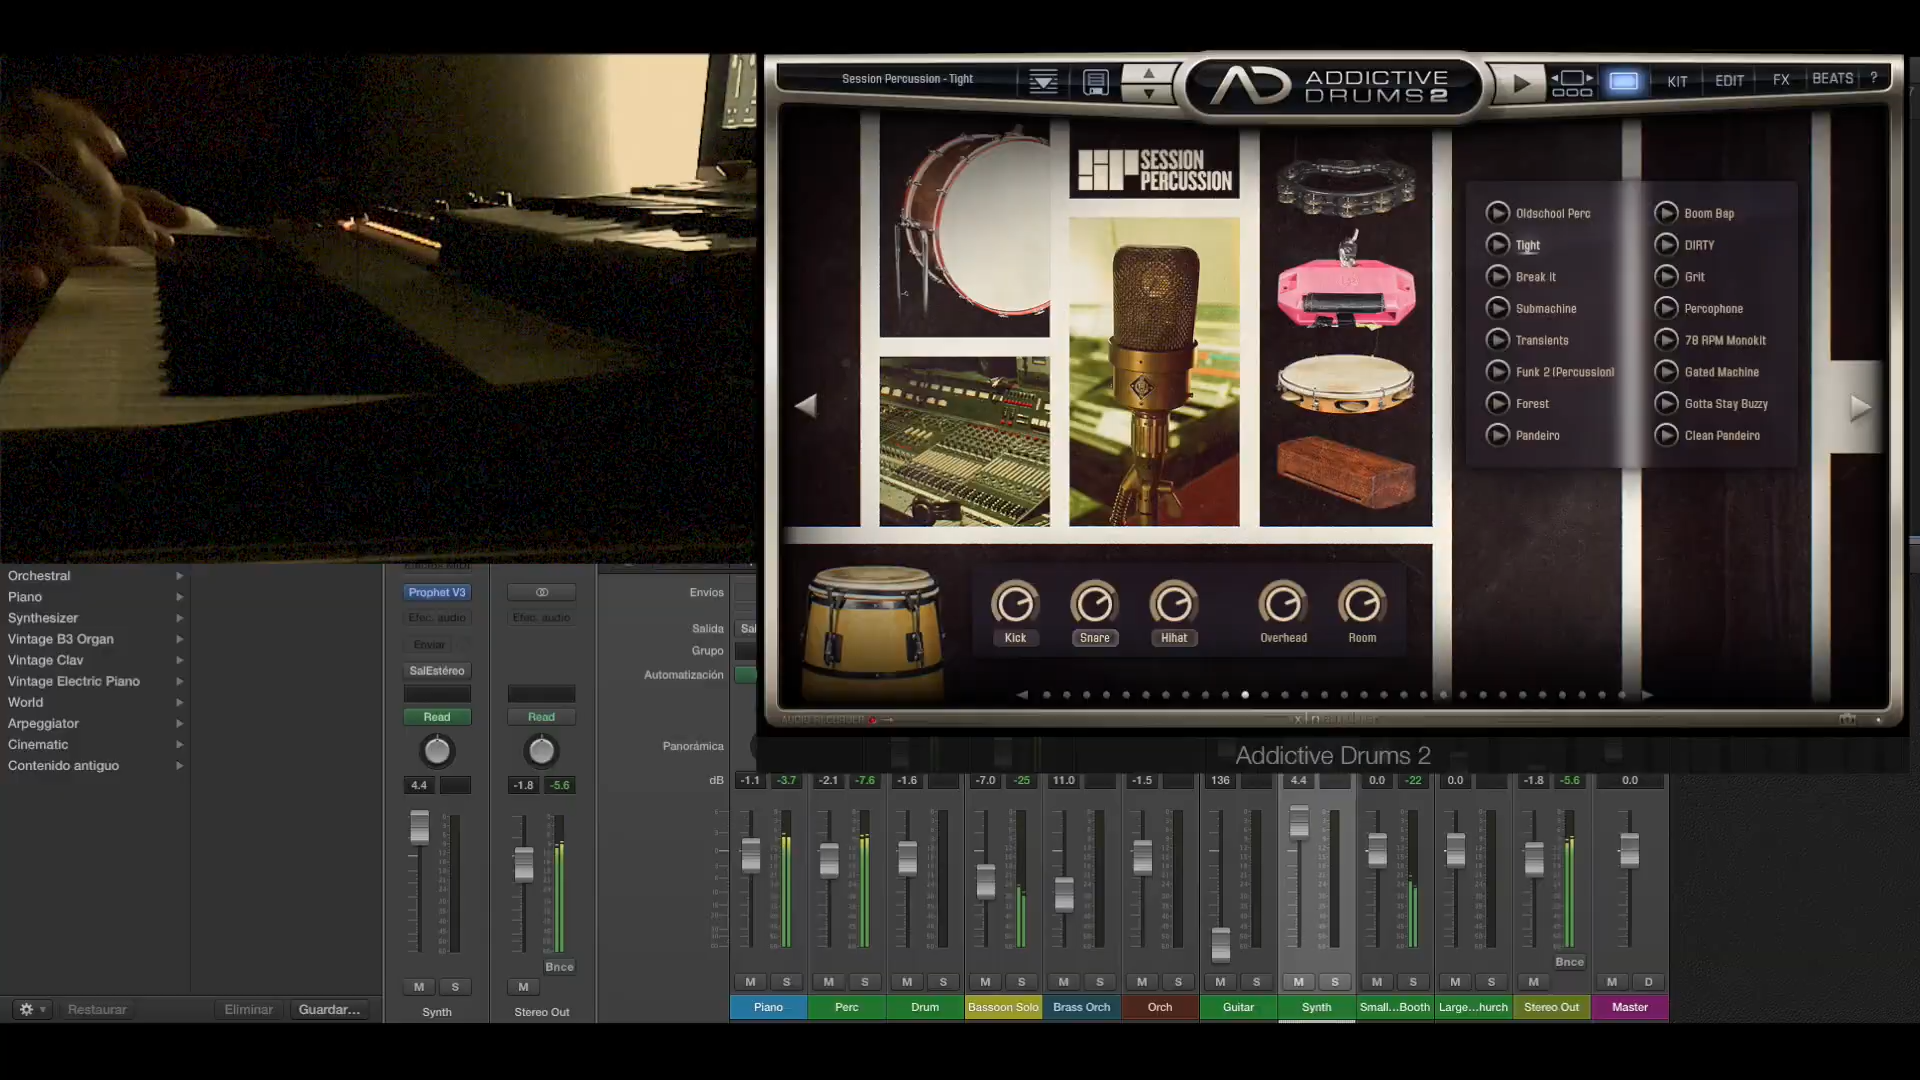 Session Percussion - Tight
ADDICTIVE
DRUMS 2
KIT
EDIT
FX
BEATS
?
SESSION
PERCUSSION
Oldschool Perc
Boom Bap
Tight
DIRTY
Break it
Grit
Submachine
Percophone
Transients
78 RPM Monokit
Funk 2 (Percussion)
Gated Machine
Forest
Gotta Stay Buzzy
Pandeiro
Clean Pandeiro
Kick
Snare
Hihat
Overhead
Room
AUDIO RECORDER
Addictive Drums 2
Orchestral
Piano
Synthesizer
Vintage B3 Organ
Vintage Clav
Vintage Electric Piano
World
Arpeggiator
Cinematic
Contenido antiguo
Restaurar
Eliminar
Guardar...
Prophet V3
Efec. audio
Efec. audio
Enviar
SalEstéreo
Read
Read
4.4
-1.8
-5.6
Bnce
M
S
M
Synth
Stereo Out
Envíos
Salida
Sal
Grupo
Automatización
Panorámica
dB
-1.1
-3.7
-2.1
-7.6
-1.6
-7.0
-25
11.0
-1.5
136
4.4
0.0
-22
0.0
-1.8
-5.6
0.0
Bnce
M S M S M S M S M S M S M S M S M S M S M M D
Piano
Perc
Drum
Bassoon Solo
Brass Orch
Orch
Guitar
Synth
Small...Booth
Large...hurch
Stereo Out
Master